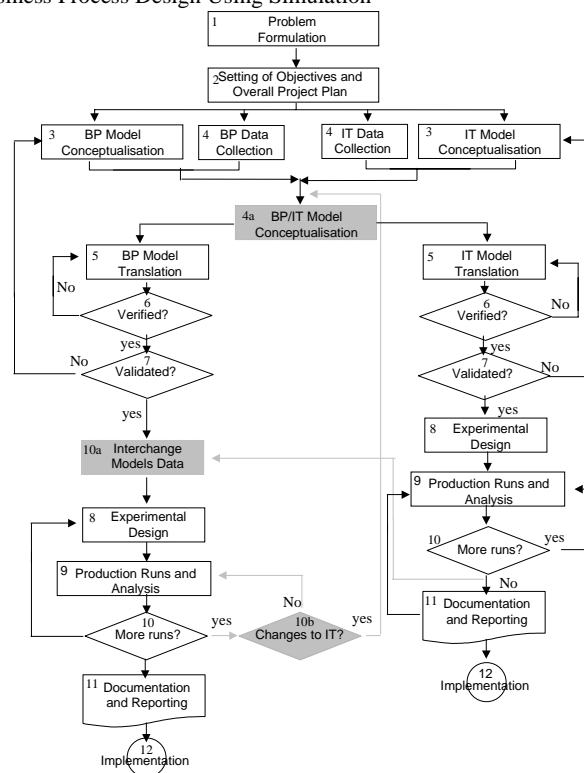 iness Process Design Using Simulation
1 Problem
Formulation
2 Setting of Objectives and
Overall Project Plan
3 BP Model
Conceptualisation
4 BP Data
Collection
4 IT Data
Collection
3 IT Model
Conceptualisation
4a BP/IT Model
Conceptualisation
5 BP Model
Translation
5 IT Model
Translation
No
6
Verified?
6
Verified?
No
yes
yes
No
7
Validated?
7
Validated?
No
yes
yes
10a Interchange
Models Data
8 Experimental
Design
9 Production Runs and
Analysis
8 Experimental
Design
10
More runs?
yes
9 Production Runs and
Analysis
No
No
10
More runs?
yes
10b
Changes to IT?
yes
11 Documentation
and Reporting
11 Documentation
and Reporting
12
Implementation
12
Implementation